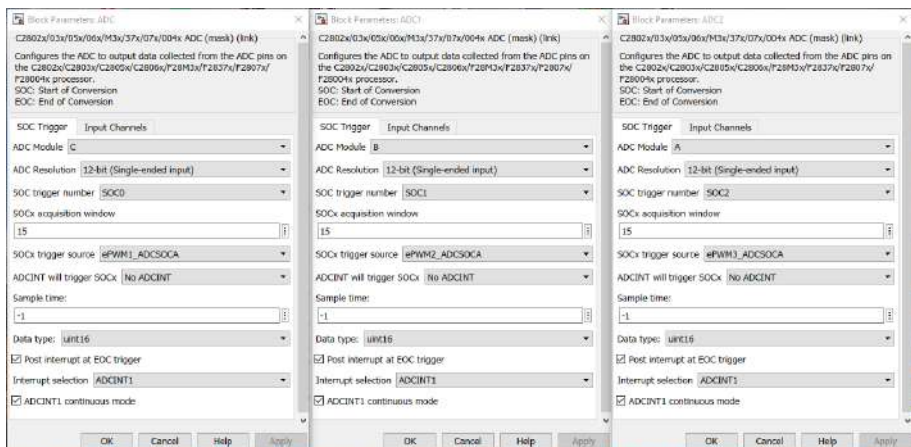 Block Parameters: ADC
C2802x/03x/05x/06x/M3x/37x/07x/004x ADC (mask) (link)
Configures the ADC to output data collected from the ADC pins on
the C2802x/C2803x/C2805x/C2806x/F28M3x/F2837x/F2807x/
F28004x processor.
SOC: Start of Conversion
EOC: End of Conversion
SOC Trigger Input Channels
ADC Module C
ADC Resolution 12-bit (Single-ended input)
SOC trigger number SOC0
SOCx acquisition window
15
SOCx trigger source ePWM1_ADCSOCA
ADCINT will trigger SOCx No ADCINT
Sample time:
-1
Data type: uint16
Post interrupt at EOC trigger
Interrupt selection ADCINT1
ADCINT1 continuous mode
OK Cancel Help Apply
Block Parameters: ADC1
C2802x/03x/05x/06x/M3x/37x/07x/004x ADC (mask) (link)
Configures the ADC to output data collected from the ADC pins on
the C2802x/C2803x/C2805x/C2806x/F28M3x/F2837x/F2807x/
F28004x processor.
SOC: Start of Conversion
EOC: End of Conversion
SOC Trigger Input Channels
ADC Module B
ADC Resolution 12-bit (Single-ended input)
SOC trigger number SOC1
SOCx acquisition window
15
SOCx trigger source ePWM2_ADCSOCA
ADCINT will trigger SOCx No ADCINT
Sample time:
-1
Data type: uint16
Post interrupt at EOC trigger
Interrupt selection ADCINT1
ADCINT1 continuous mode
OK Cancel Help Apply
Block Parameters: ADC2
C2802x/03x/05x/06x/M3x/37x/07x/004x ADC (mask) (link)
Configures the ADC to output data collected from the ADC pins on
the C2802x/C2803x/C2805x/C2806x/F28M3x/F2837x/F2807x/
F28004x processor.
SOC: Start of Conversion
EOC: End of Conversion
SOC Trigger Input Channels
ADC Module A
ADC Resolution 12-bit (Single-ended input)
SOC trigger number SOC2
SOCx acquisition window
15
SOCx trigger source ePWM3_ADCSOCA
ADCINT will trigger SOCx No ADCINT
Sample time:
-1
Data type: uint16
Post interrupt at EOC trigger
Interrupt selection ADCINT1
ADCINT1 continuous mode
OK Cancel Help Apply